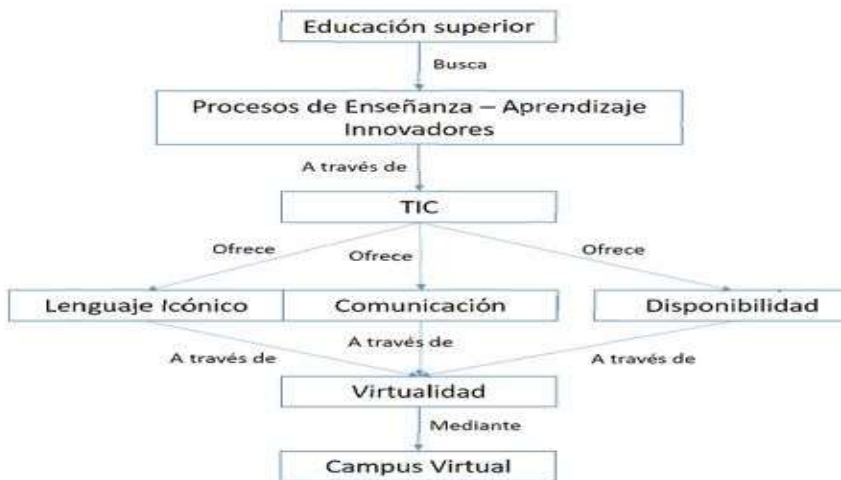 Educación superior
Busca
Procesos de Enseñanza – Aprendizaje
Innovadores
A través de
TIC
Ofrece
Ofrece
Ofrece
Lenguaje Icónico
Comunicación
Disponibilidad
A través de
A través de
A través de
Virtualidad
Mediante
Campus Virtual